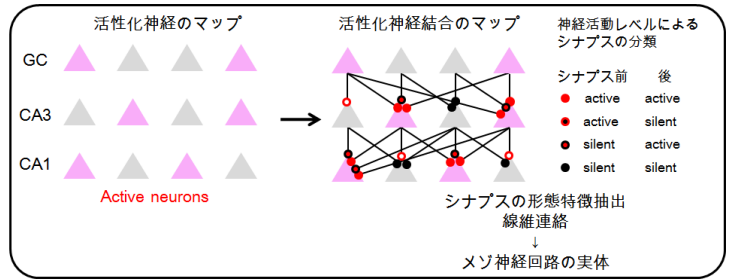 活性化神経のマップ
活性化神経結合のマップ
神経活動レベルによる
シナプスの分類
GC
CA3
CA1
Active neurons
シナプス前 後
active active
active silent
silent active
silent silent
シナプスの形態特徴抽出
線維連絡
↓
メゾ神経回路の実体